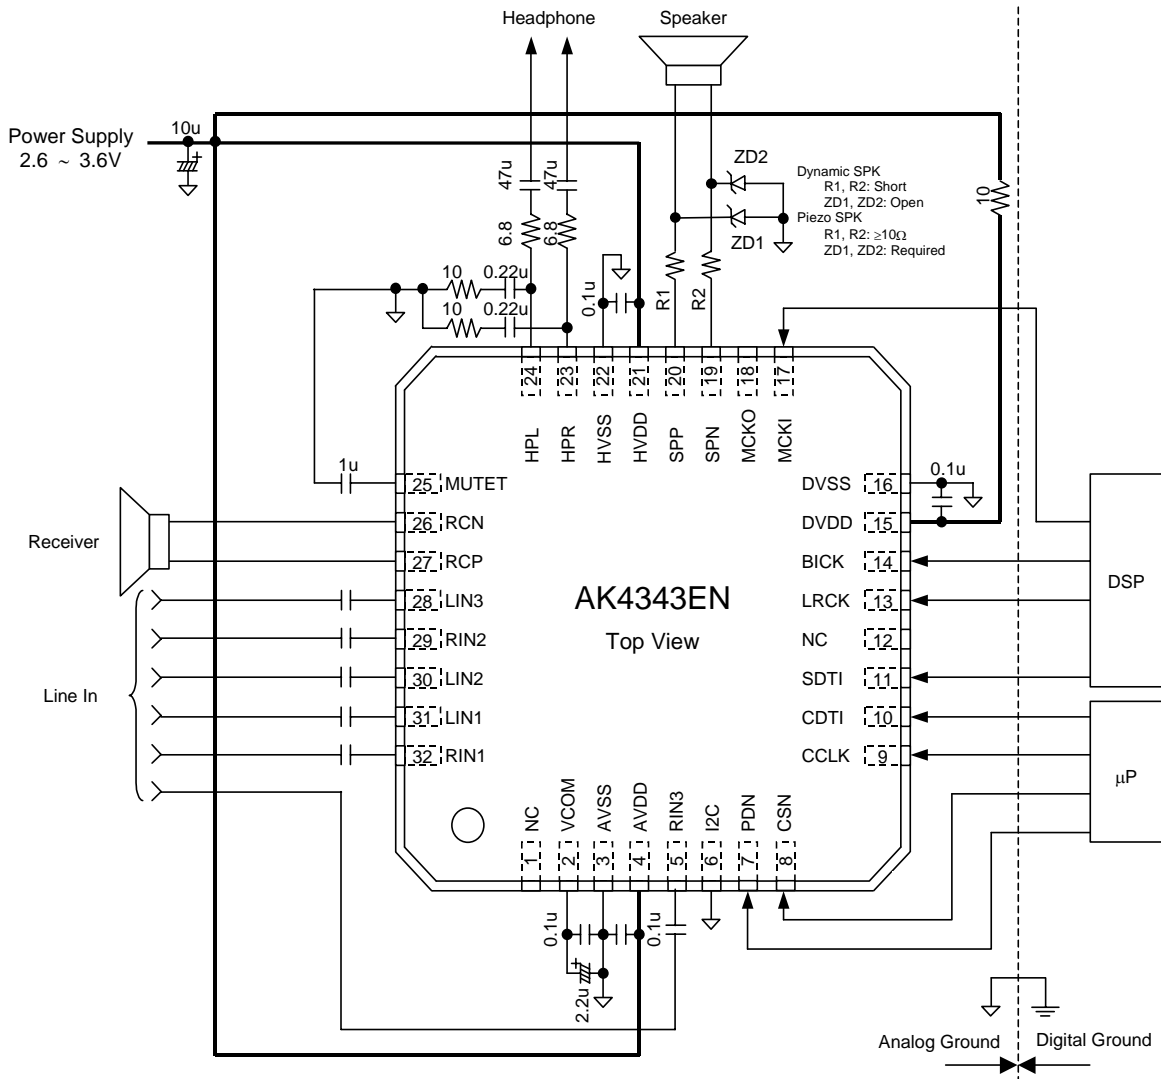 Headphone
Speaker
Power Supply
2.6 ~ 3.6V
10u
47u
47u
6.8
6.8
ZD2
ZD1
Dynamic SPK
R1, R2: Short
ZD1, ZD2: Open
Piezo SPK
R1, R2: ≥10Ω
ZD1, ZD2: Required
10
10
0.22u
10
0.22u
0.1u
R1
R2
24
23
22
21
20
19
18
17
HPL
HPR
HVSS
HVDD
SPP
SPN
MCKO
MCKI
1u
25 MUTET
26 RCN
27 RCP
28 LIN3
29 RIN2
30 LIN2
31 LIN1
32 RIN1
Receiver
Line In
AK4343EN
Top View
0.1u
DVSS 16
DVDD 15
BICK 14
LRCK 13
NC 12
SDTI 11
CDTI 10
CCLK 9
DSP
µP
NC
VCOM
AVSS
AVDD
RIN3
I2C
PDN
CSN
1
2
3
4
5
6
7
8
0.1u
0.1u
2.2u
Analog Ground
Digital Ground